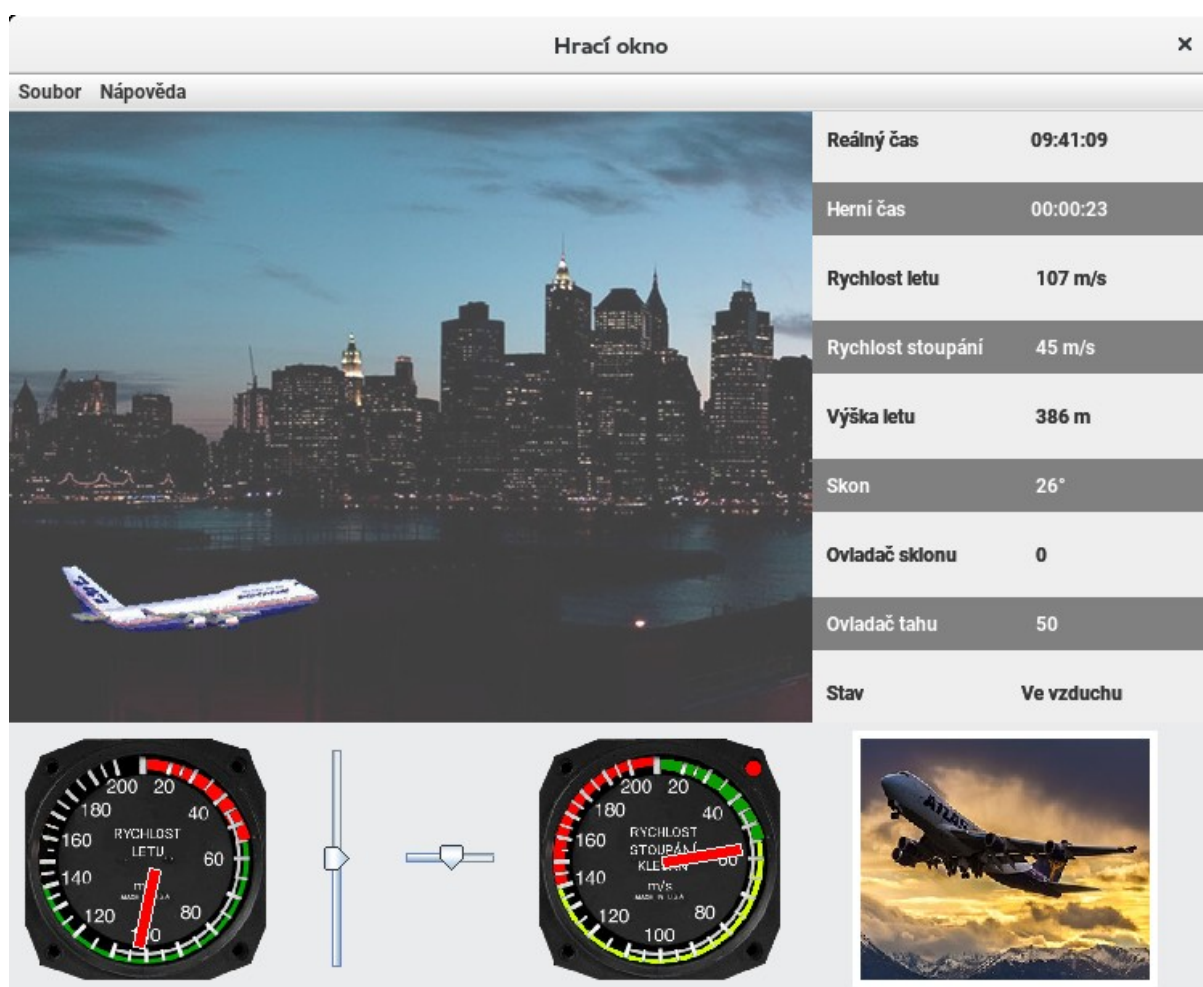 Hrací okno
Soubor Nápověda
Reálný čas 09:41:09
Herní čas 00:00:23
Rychlost letu 107 m/s
Rychlost stoupání 45 m/s
Výška letu 386 m
Skon 26°
Ovladač sklonu 0
Ovladač tahu 50
Stav Ve vzduchu
747
200 20
180 40
RYCHLOST
160 LETU 60
140
120 80
200 20
180 40
RYCHLOST
160 STOUPÁNÍ
140 m/s
120 80
100
ATLAS